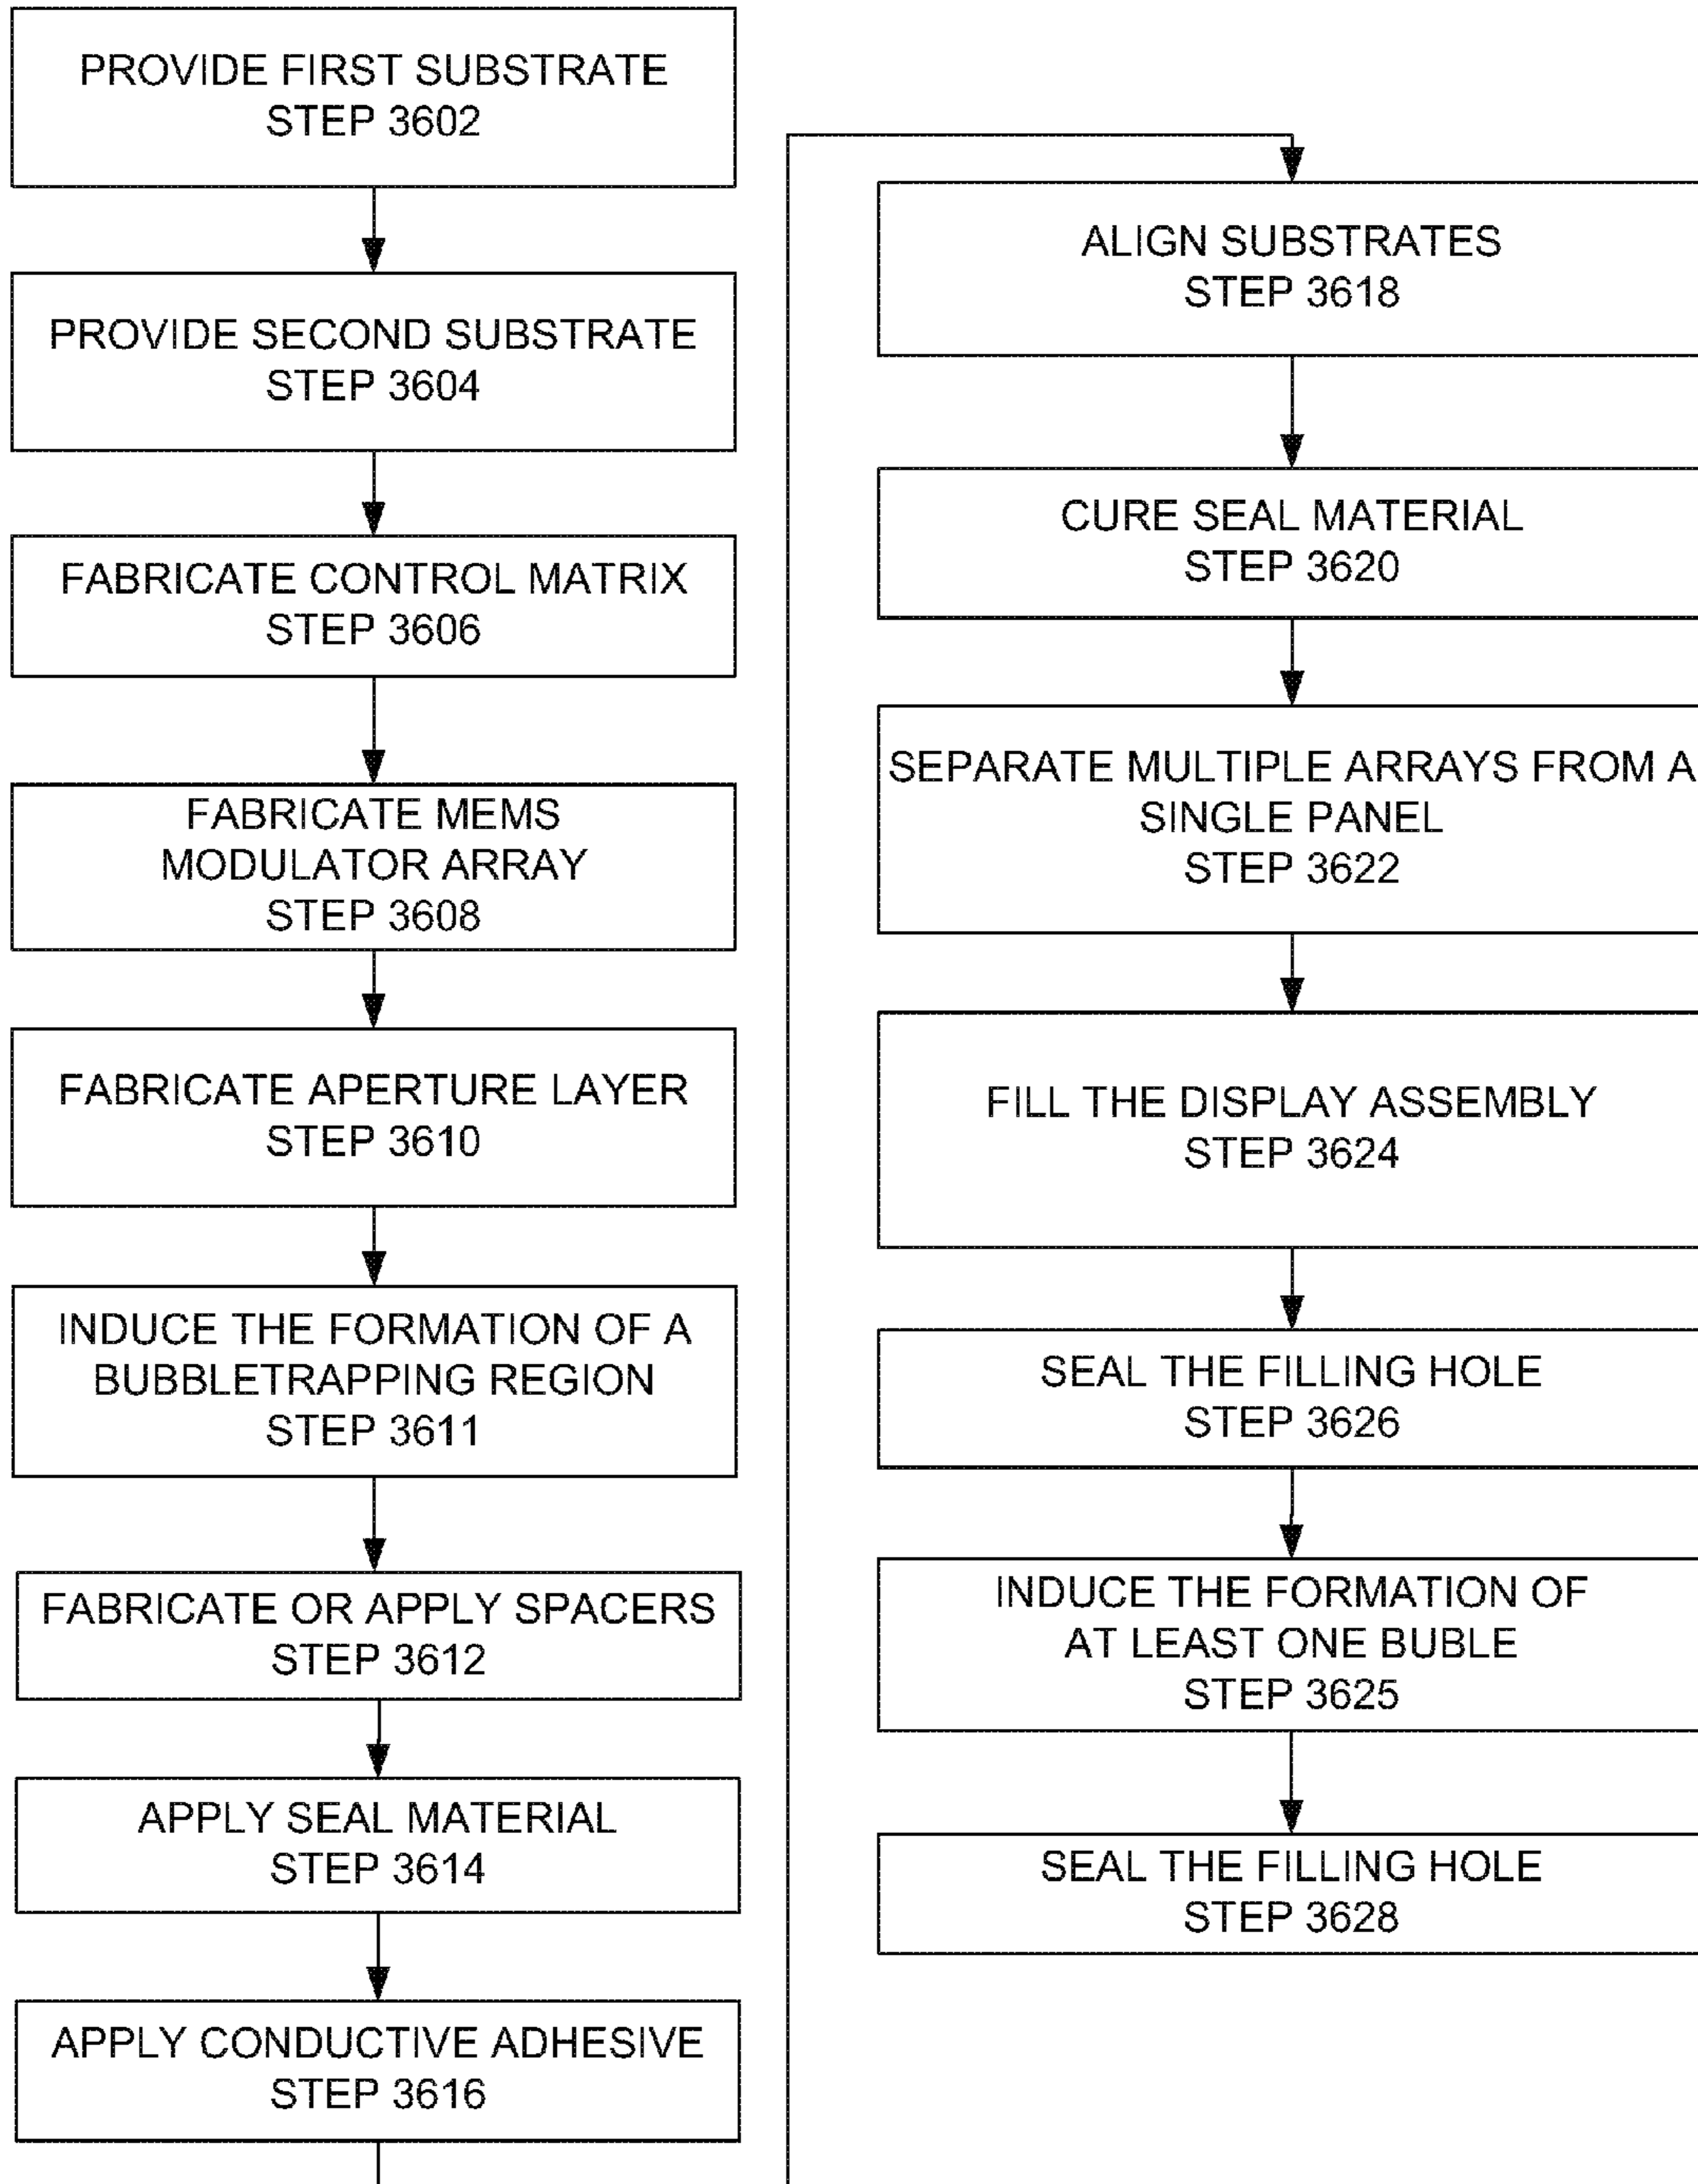 PROVIDE FIRST SUBSTRATE
STEP 3602
PROVIDE SECOND SUBSTRATE
STEP 3604
FABRICATE CONTROL MATRIX
STEP 3606
FABRICATE MEMS
MODULATOR ARRAY
STEP 3608
FABRICATE APERTURE LAYER
STEP 3610
INDUCE THE FORMATION OF A
BUBBLETRAPPING REGION
STEP 3611
FABRICATE OR APPLY SPACERS
STEP 3612
APPLY SEAL MATERIAL
STEP 3614
APPLY CONDUCTIVE ADHESIVE
STEP 3616
ALIGN SUBSTRATES
STEP 3618
CURE SEAL MATERIAL
STEP 3620
SEPARATE MULTIPLE ARRAYS FROM A
SINGLE PANEL
STEP 3622
FILL THE DISPLAY ASSEMBLY
STEP 3624
SEAL THE FILLING HOLE
STEP 3626
INDUCE THE FORMATION OF
AT LEAST ONE BUBLE
STEP 3625
SEAL THE FILLING HOLE
STEP 3628